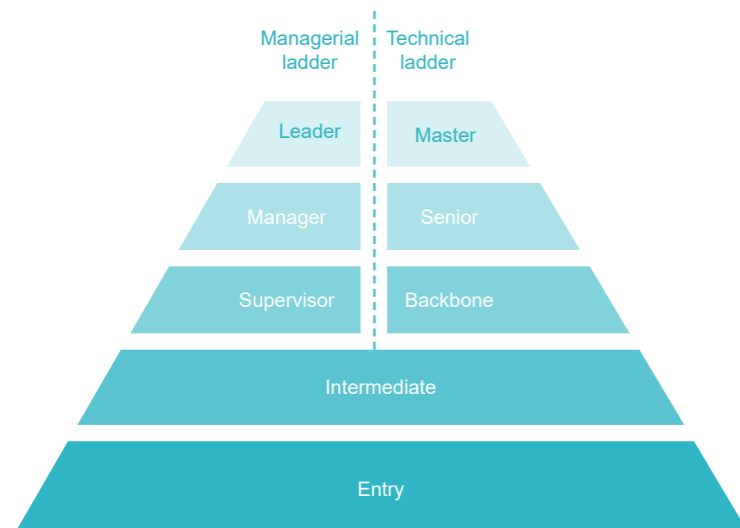 Managerial
ladder
Technical
ladder
Leader
Master
Manager
Senior
Supervisor
Backbone
Intermediate
Entry